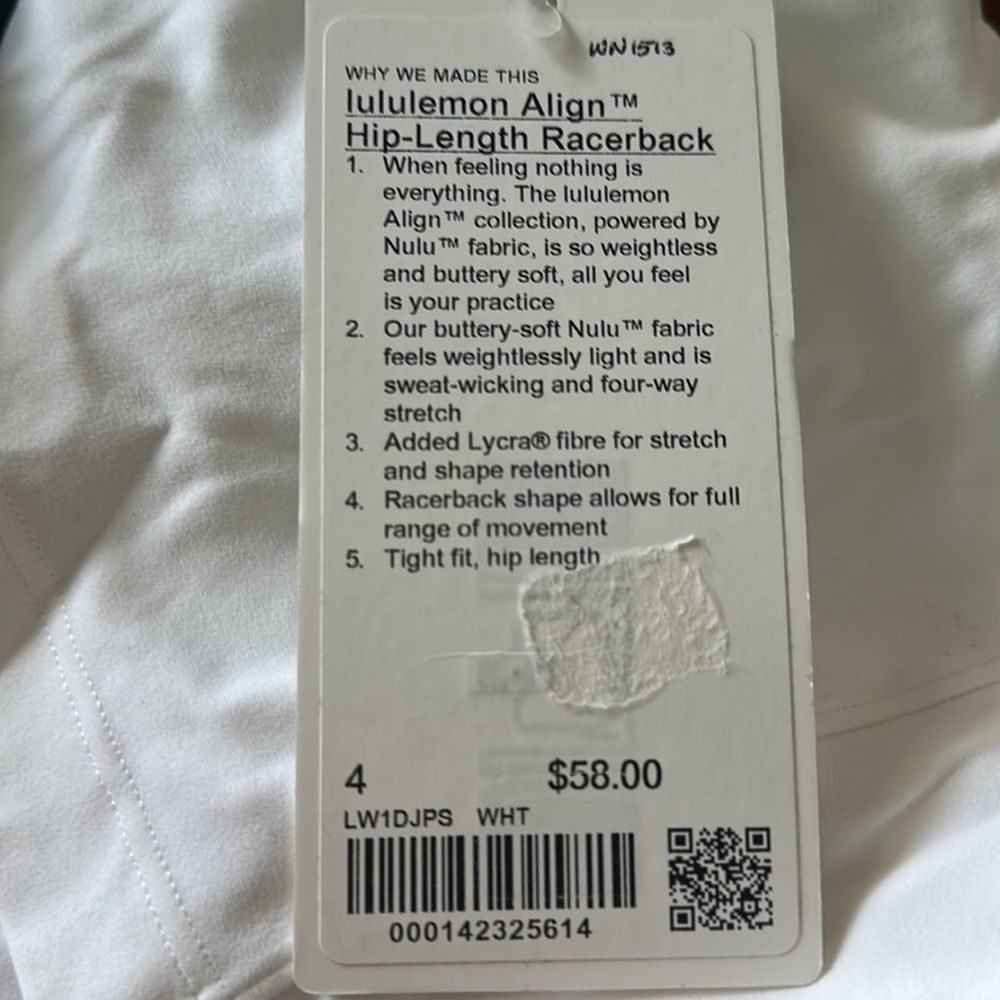 WN1513
WHY WE MADE THIS
lululemon Align™
Hip-Length Racerback
1. When feeling nothing is
everything. The lululemon
Align™ collection, powered by
Nulu™ fabric, is so weightless
and buttery soft, all you feel
is your practice
2. Our buttery-soft Nulu™ fabric
feels weightlessly light and is
sweat-wicking and four-way
stretch
3. Added Lycra® fibre for stretch
and shape retention
4. Racerback shape allows for full
range of movement
5. Tight fit, hip length
4 $58.00
LW1DJPS WHT
000142325614